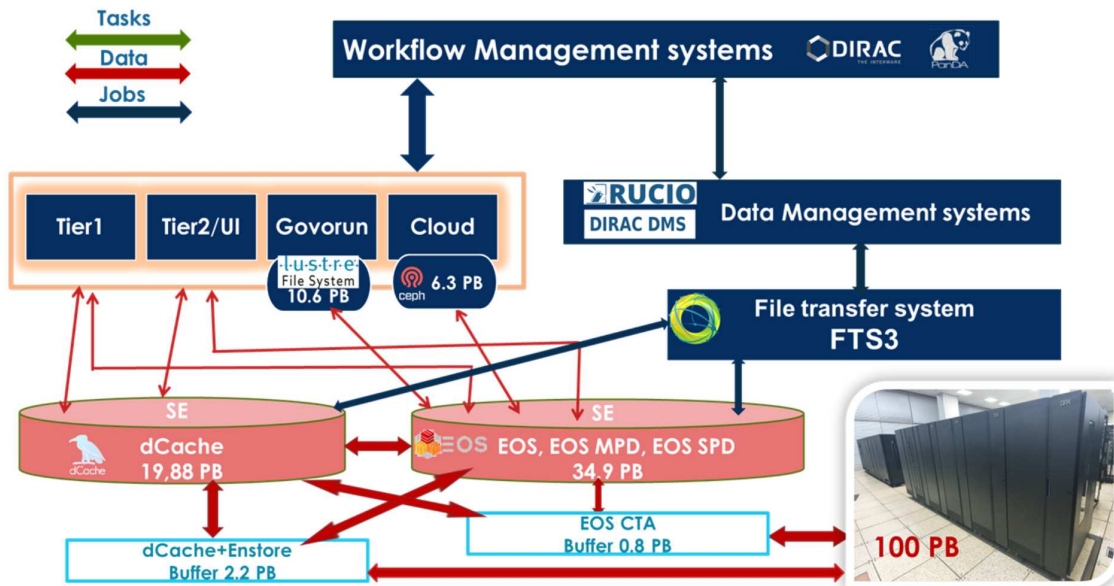 Tasks
Data
Jobs
Workflow Management systems
DIRAC
THE INTERWARE
PanDA
Tier1
Tier2/UI
Govorun
Cloud
l·u·s·t·r·e
File System
10.6 PB
ceph
6.3 PB
RUCIO
DIRAC DMS
Data Management systems
File transfer system
FTS3
SE
dCache
dCache
19,88 PB
SE
EOS
EOS, EOS MPD, EOS SPD
34.9 PB
EOS CTA
Buffer 0.8 PB
dCache+Enstore
Buffer 2.2 PB
100 PB